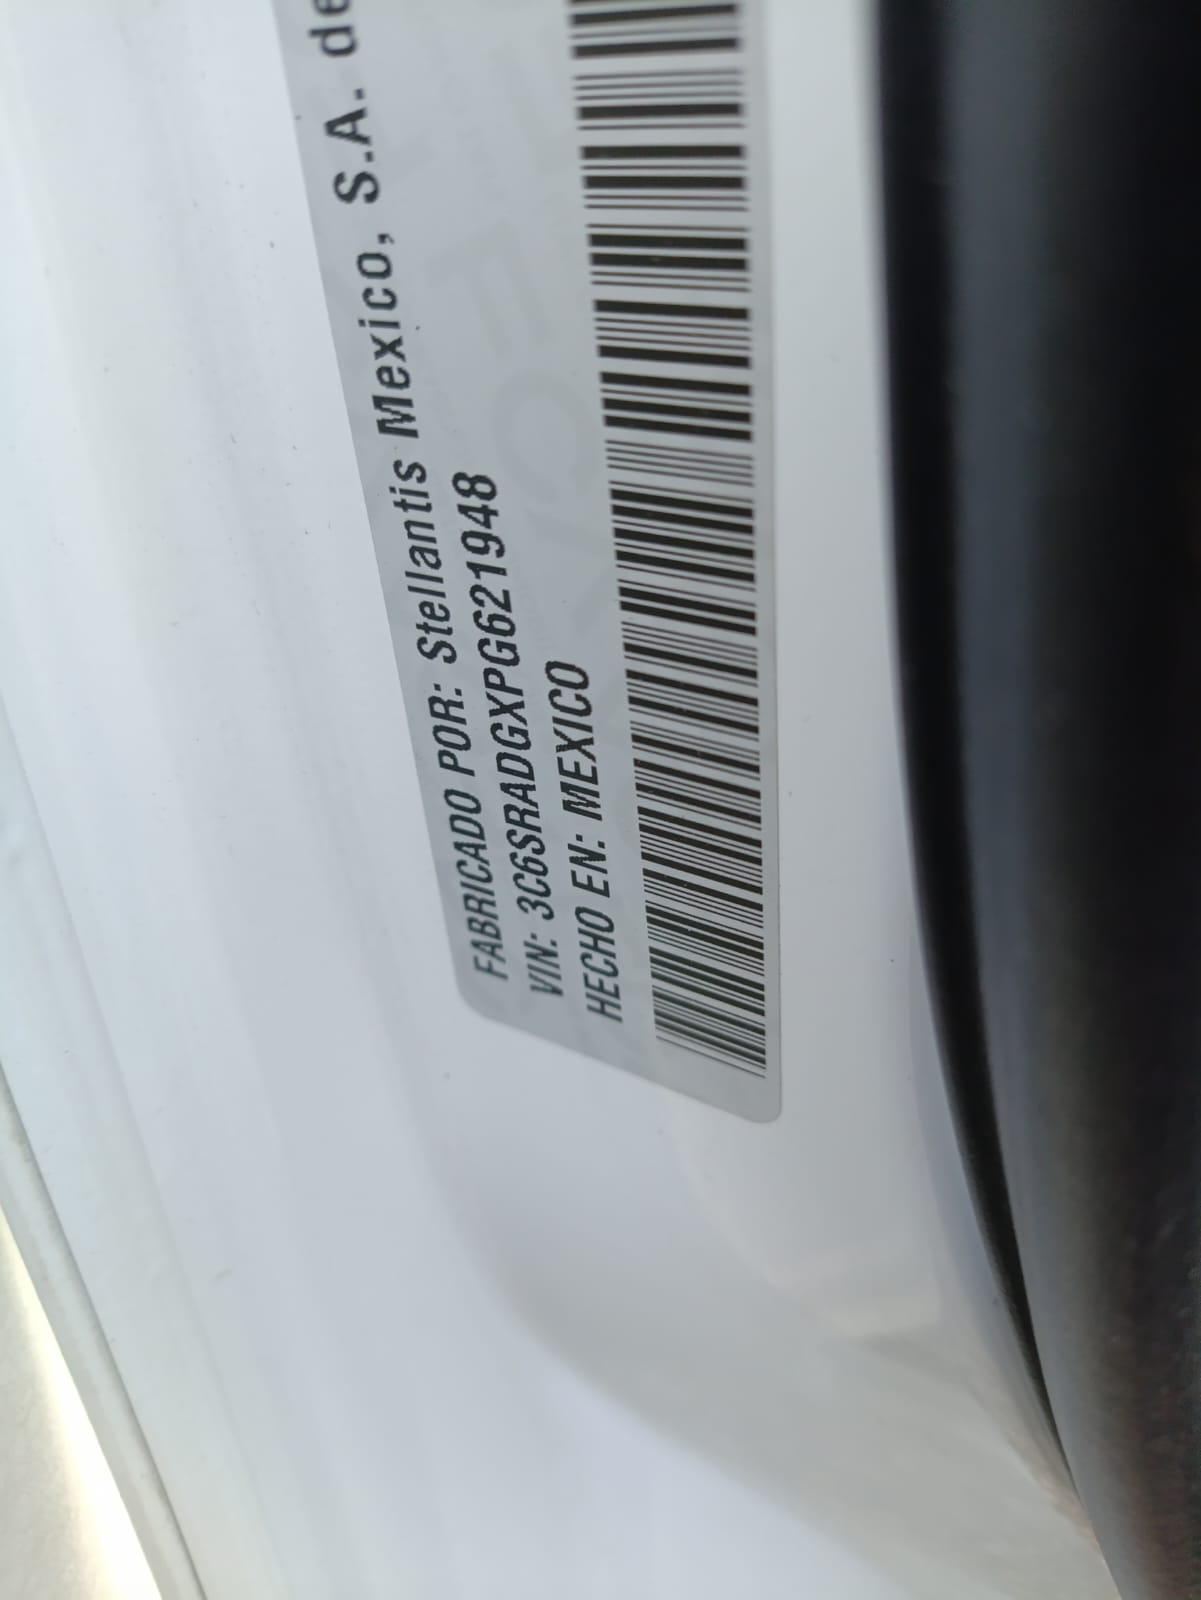 FABRICADO POR: Stellantis Mexico, S.A. de
VIN: 3C6SRADGXPG621948
HECHO EN: MEXICO